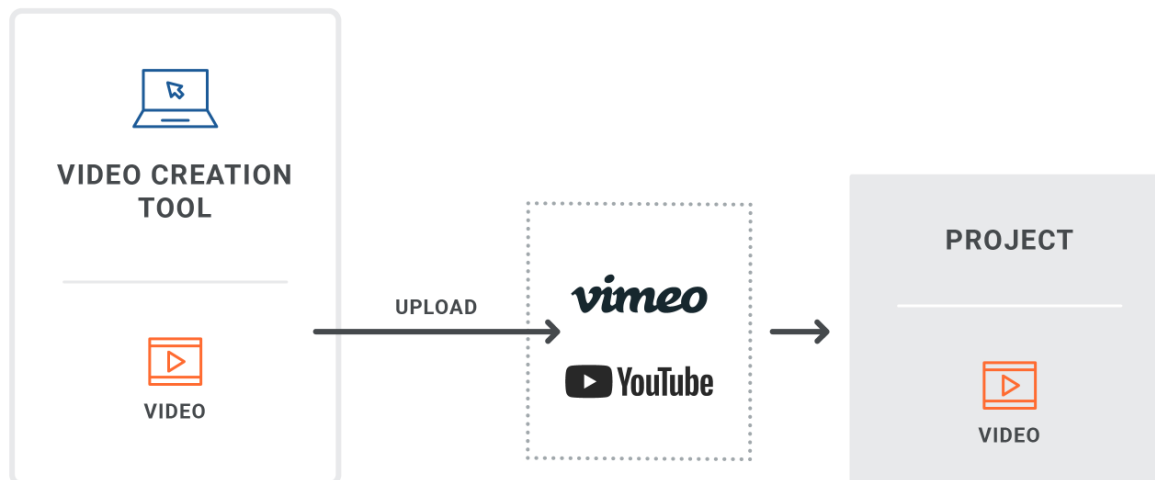 VIDEO CREATION
TOOL
VIDEO
UPLOAD
vimeo
YouTube
PROJECT
VIDEO